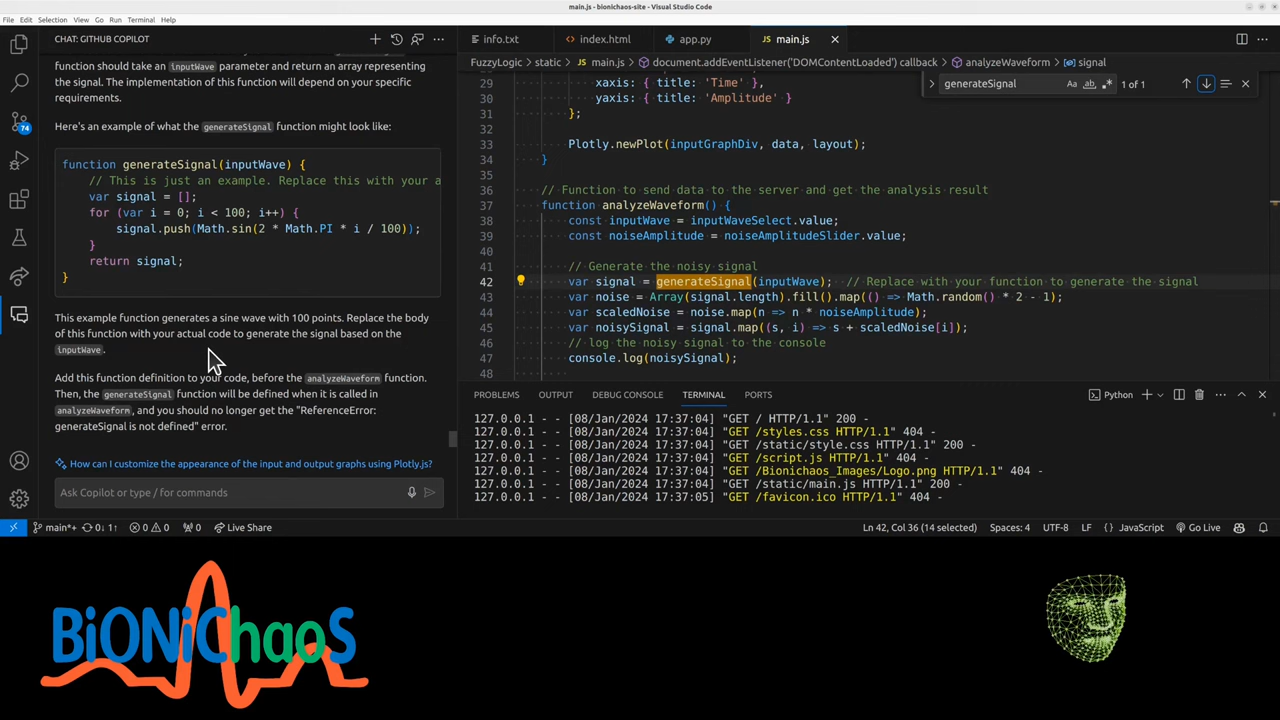 main.js - bionichaos-site - Visual Studio Code
File Edit Selection View Go Run Terminal Help
CHAT: GITHUB COPILOT
function should take an inputWave parameter and return an array representing
the signal. The implementation of this function will depend on your specific
requirements.
Here's an example of what the generateSignal function might look like:
function generateSignal(inputWave) {
// This is just an example. Replace this with your a
var signal = [];
for (var i = 0; i < 100; i++) {
signal.push(Math.sin(2 * Math.PI * i / 100));
}
return signal;
}
This example function generates a sine wave with 100 points. Replace the body
of this function with your actual code to generate the signal based on the
inputWave.
Add this function definition to your code, before the analyzeWaveform function.
Then, the generateSignal function will be defined when it is called in
analyzeWaveform, and you should no longer get the "ReferenceError:
generateSignal is not defined" error.
How can I customize the appearance of the input and output graphs using Plotly.js?
Ask Copilot or type / for commands
74
info.txt
index.html
app.py
main.js
FuzzyLogic > static > main.js > document.addEventListener('DOMContentLoaded') callback > analyzeWaveform > signal
generateSignal
Aa ab .* 1 of 1
29 xaxis: { title: 'Time' },
30 yaxis: { title: 'Amplitude' }
31 };
32
33 Plotly.newPlot(inputGraphDiv, data, layout);
34 }
35
36 // Function to send data to the server and get the analysis result
37 function analyzeWaveform() {
38 const inputWave = inputWaveSelect.value;
39 const noiseAmplitude = noiseAmplitudeSlider.value;
40
41 // Generate the noisy signal
42 var signal = generateSignal(inputWave); // Replace with your function to generate the signal
43 var noise = Array(signal.length).fill().map(() => Math.random() * 2 - 1);
44 var scaledNoise = noise.map(n => n * noiseAmplitude);
45 var noisySignal = signal.map((s, i) => s + scaledNoise[i]);
46 // log the noisy signal to the console
47 console.log(noisySignal);
48
PROBLEMS OUTPUT DEBUG CONSOLE TERMINAL PORTS
Python
127.0.0.1 - - [08/Jan/2024 17:37:04] "GET / HTTP/1.1" 200 -
127.0.0.1 - - [08/Jan/2024 17:37:04] "GET /styles.css HTTP/1.1" 404 -
127.0.0.1 - - [08/Jan/2024 17:37:04] "GET /static/style.css HTTP/1.1" 200 -
127.0.0.1 - - [08/Jan/2024 17:37:04] "GET /script.js HTTP/1.1" 404 -
127.0.0.1 - - [08/Jan/2024 17:37:04] "GET /Bionichaos_Images/Logo.png HTTP/1.1" 404 -
127.0.0.1 - - [08/Jan/2024 17:37:04] "GET /static/main.js HTTP/1.1" 200 -
127.0.0.1 - - [08/Jan/2024 17:37:05] "GET /favicon.ico HTTP/1.1" 404 -
main*+ 0↓ 1↑ 0 0 0 Live Share
Ln 42, Col 36 (14 selected) Spaces: 4 UTF-8 LF JavaScript Go Live
BiONiChaoS